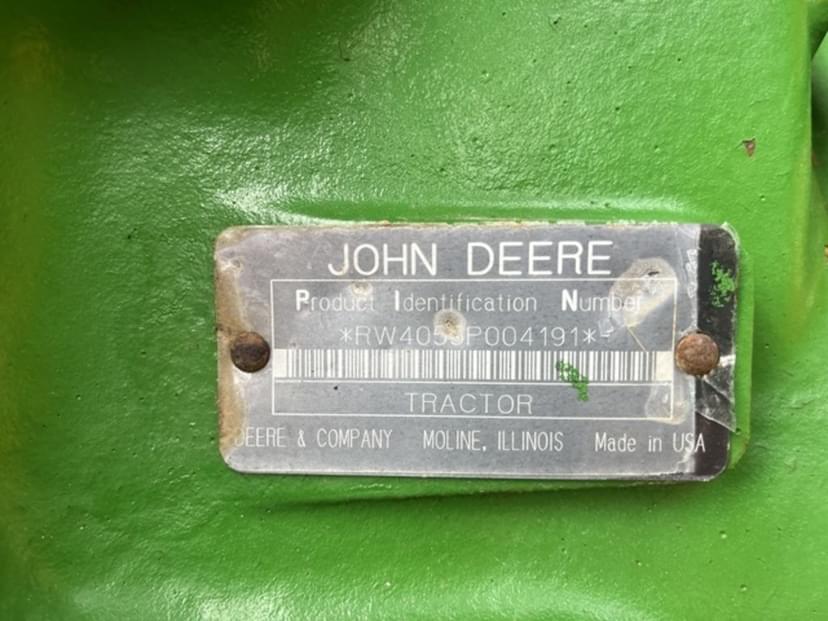 JOHN DEERE
Product Identification Number
TRACTOR
DEERE & COMPANY MOLINE, ILLINOIS Made in USA